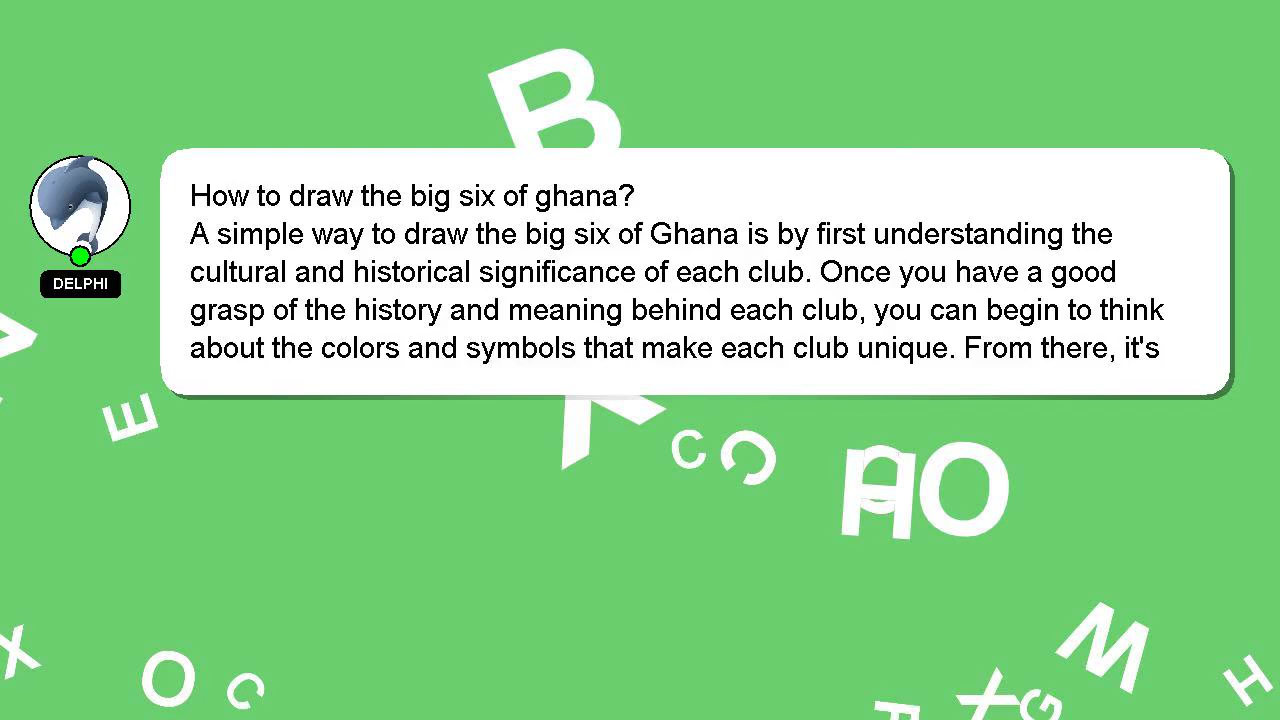 B
How to draw the big six of ghana?
A simple way to draw the big six of Ghana is by first understanding the
cultural and historical significance of each club. Once you have a good
grasp of the history and meaning behind each club, you can begin to think
about the colors and symbols that make each club unique. From there, it's
DELPHI
E
X
C C
H O O
X O C
M H
X G